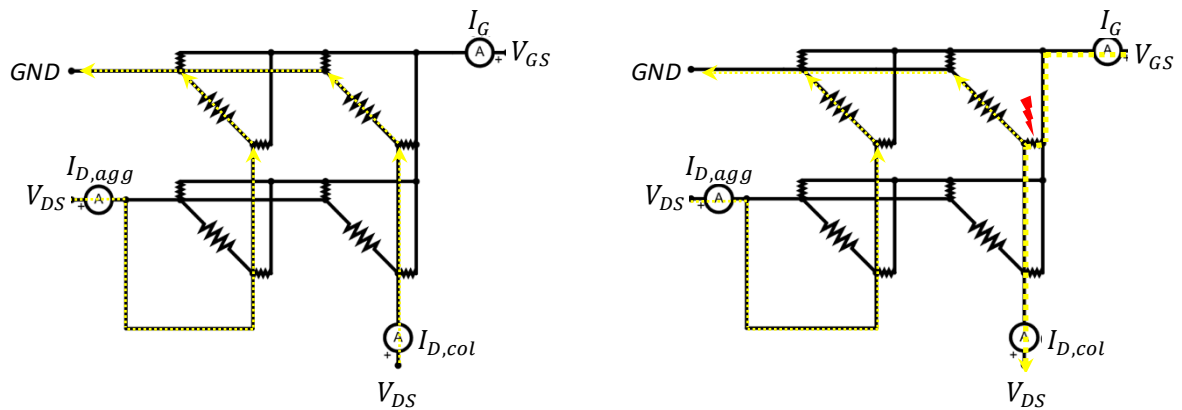 I_G
A
+
V_GS
GND
I_D,agg
V_DS
A
+
A
+
I_D,col
V_DS
I_G
A
+
V_GS
GND
I_D,agg
V_DS
A
+
A
+
I_D,col
V_DS